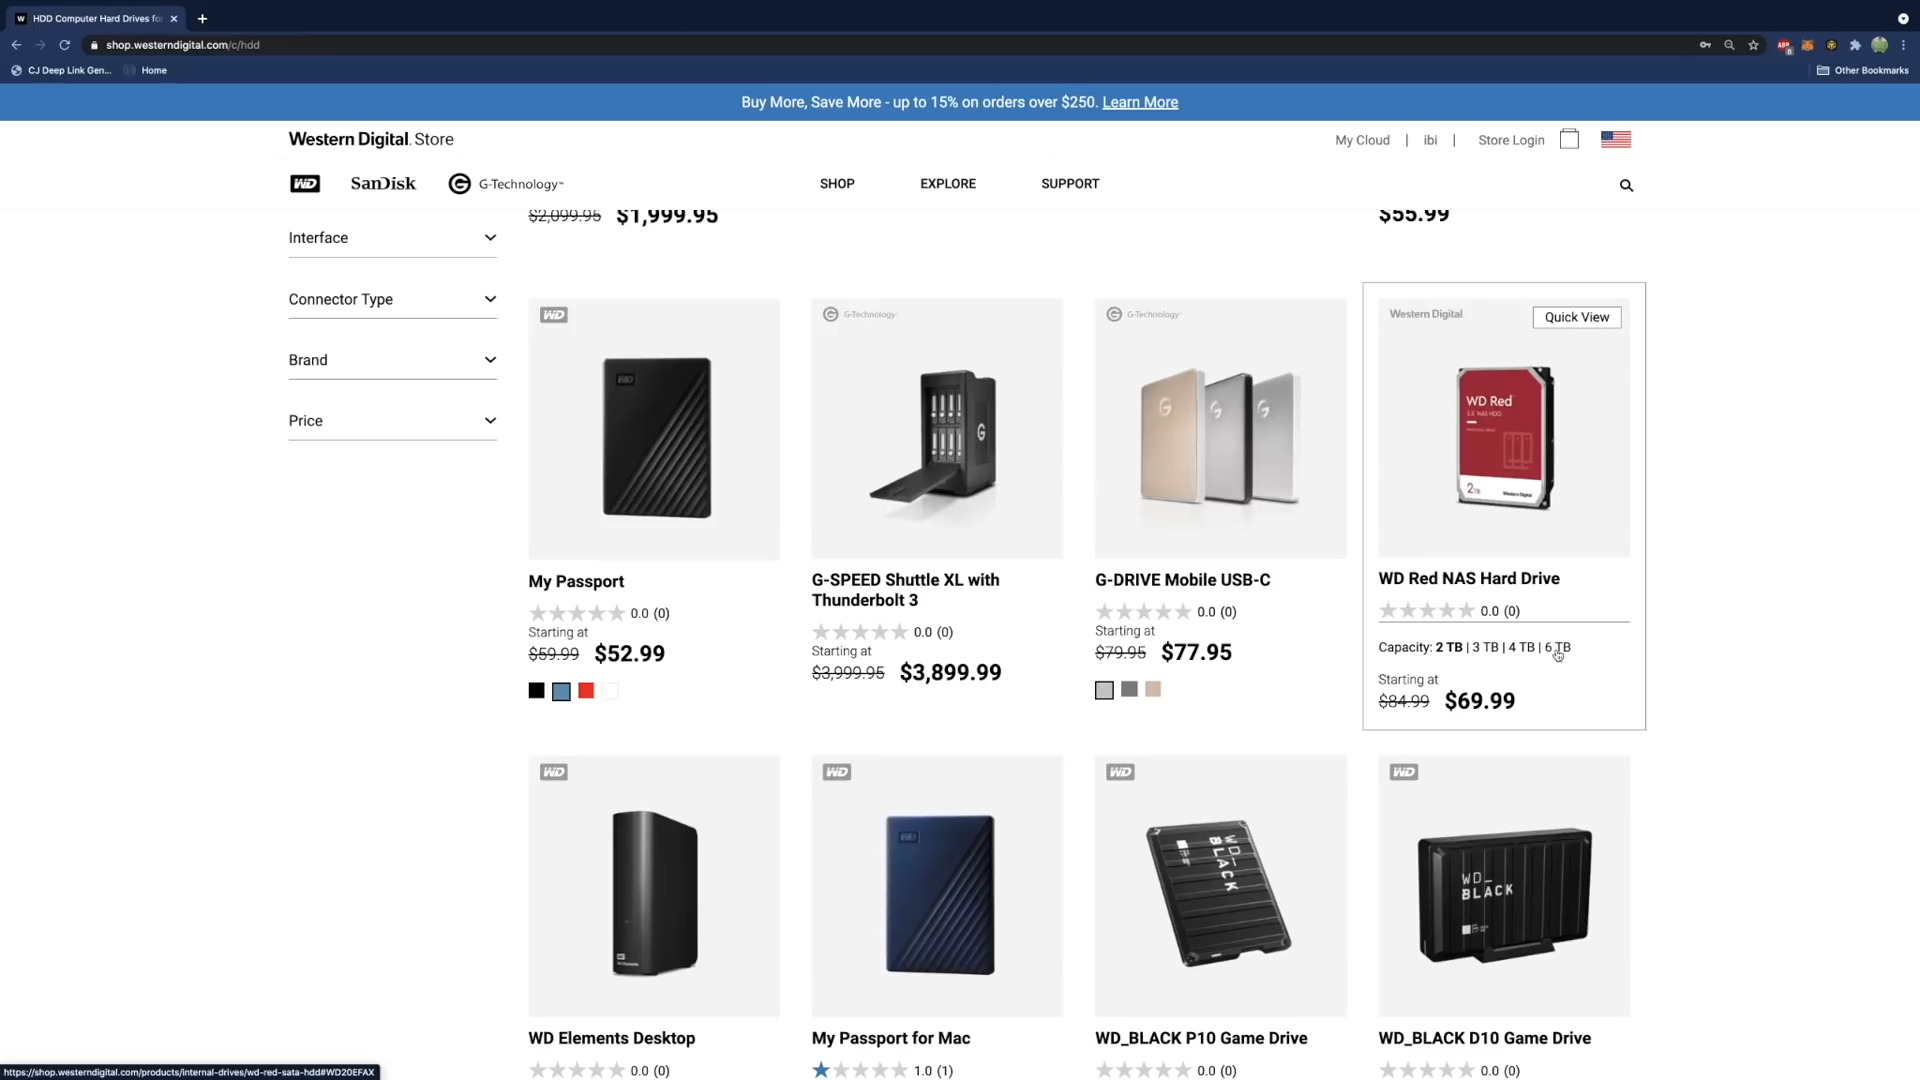 HDD Computer Hard Drives fo
shop.westerndigital.com/c/hdd
CJ Deep Link Gen...
Home
Other Bookmarks
Buy More, Save More - up to 15% on orders over $250. Learn More
Western Digital. Store
My Cloud | ibi | Store Login
WD SanDisk G-Technology™
SHOP EXPLORE SUPPORT
$2,099.95 $1,999.95
$55.99
Interface
Connector Type
Brand
Price
WD
My Passport
0.0 (0)
Starting at
$59.99 $52.99
G-Technology™
G-SPEED Shuttle XL with
Thunderbolt 3
0.0 (0)
Starting at
$3,999.95 $3,899.99
G-Technology™
G-DRIVE Mobile USB-C
0.0 (0)
Starting at
$79.95 $77.95
Western Digital
Quick View
WD Red
3.5" NAS HDD
2TB Western Digital
WD Red NAS Hard Drive
0.0 (0)
Capacity: 2 TB | 3 TB | 4 TB | 6 TB
Starting at
$84.99 $69.99
WD
WD Elements Desktop
0.0 (0)
WD
My Passport for Mac
1.0 (1)
WD
WD_
BLACK
WD_BLACK P10 Game Drive
0.0 (0)
WD
WD_
BLACK
WD_BLACK D10 Game Drive
0.0 (0)
https://shop.westerndigital.com/products/internal-drives/wd-red-sata-hdd#WD20EFAX